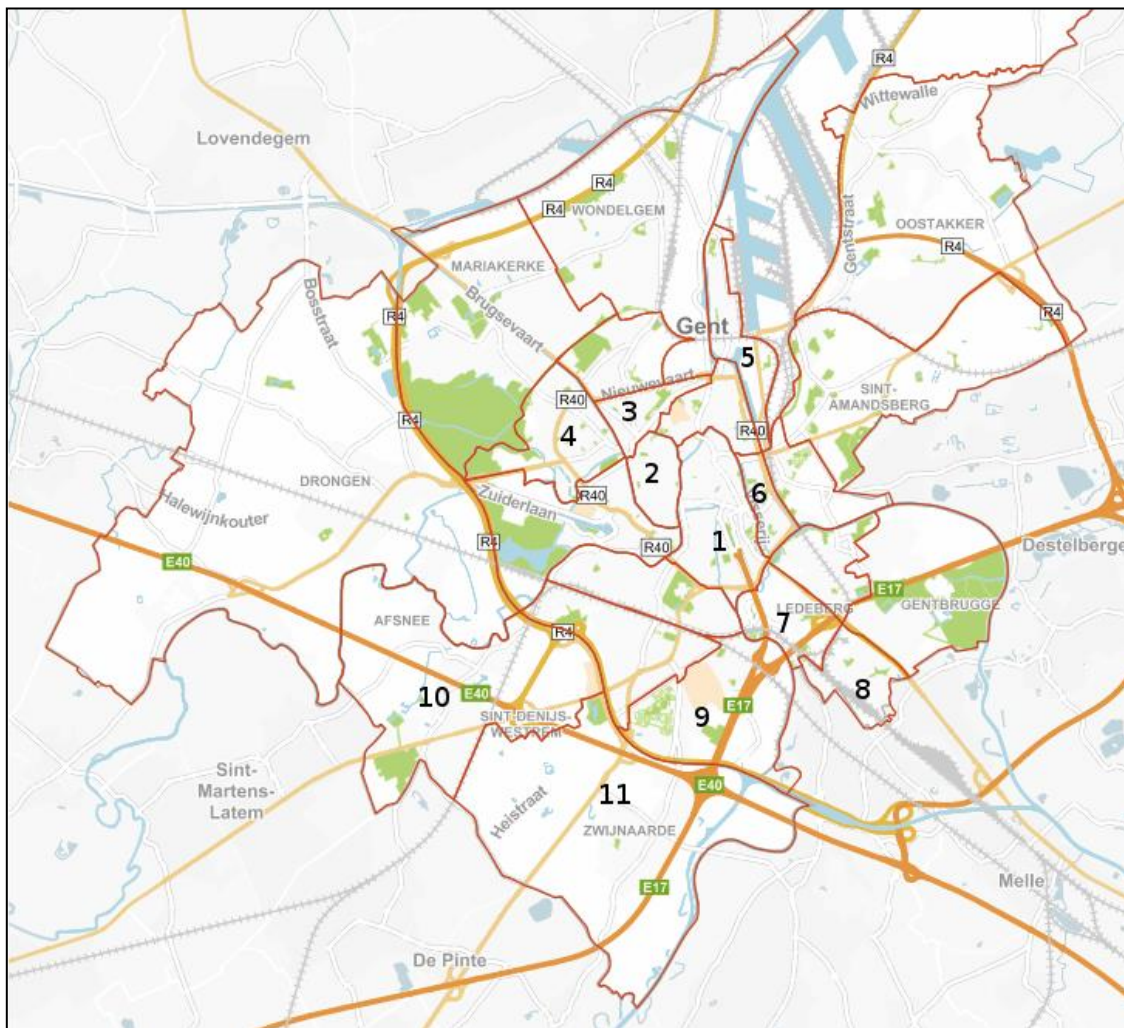 R4
Wittewalle
Lovendegem
R4
R4
WONDELGEM
Gentstraat
OOSTAKKER
R4
MARIAKERKE
Bosstraat
Brugsevaart
R4
R4
Gent
5
Nieuwevaart
SINT-
AMANDSBERG
R40
3
R4
4
R40
2
DRONGEN
Zuiderlaan
R40
6
Halewijnkouter
R4
R40
1
Destelberge
E40
E17
GENTBRUGGE
LEDEBERG
AFSNEE
R4
7
10
E40
8
E17
9
SINT-DENIJS-
WESTREM
Sint-
Martens-
Latem
E40
11
Helstraat
ZWIJNAARDE
E17
Melle
De Pinte